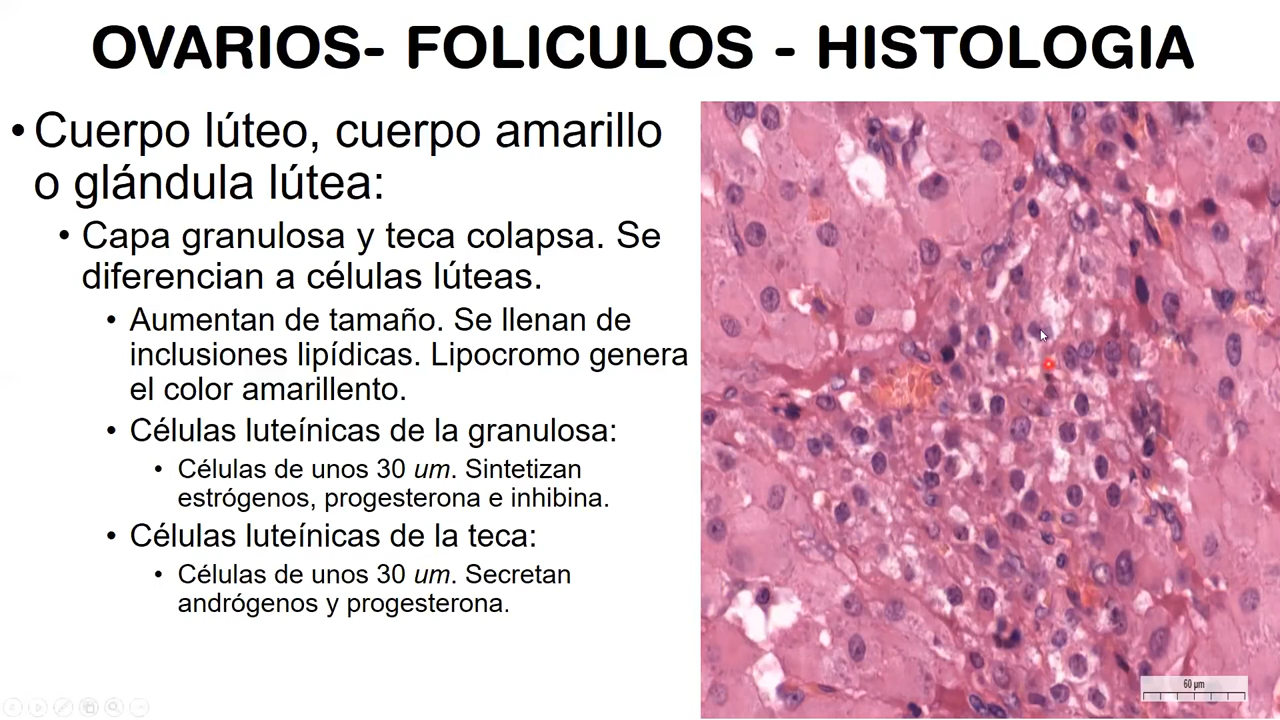 OVARIOS- FOLICULOS - HISTOLOGIA
• Cuerpo lúteo, cuerpo amarillo
o glándula lútea:
• Capa granulosa y teca colapsa. Se
diferencian a células lúteas.
• Aumentan de tamaño. Se llenan de
inclusiones lipídicas. Lipocromo genera
el color amarillento.
• Células luteínicas de la granulosa:
• Células de unos 30 um. Sintetizan
estrógenos, progesterona e inhibina.
• Células luteínicas de la teca:
• Células de unos 30 um. Secretan
andrógenos y progesterona.
60 µm